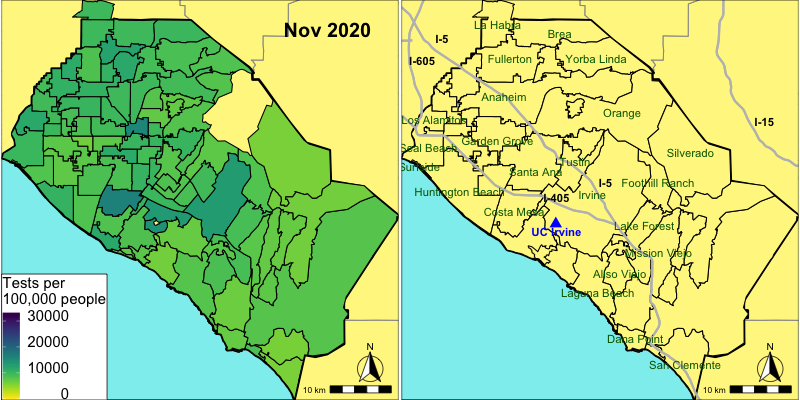 Nov 2020
Tests per
100,000 people
30000
20000
10000
0
N
10 km
La Habra
Brea
I-5
I-605
Fullerton
Yorba Linda
Anaheim
Orange
Los Alamitos
I-15
Garden Grove
Seal Beach
Silverado
Tustin
Sunside
Santa Ana
I-5
Foothill Ranch
Huntington Beach
I-405
Irvine
Costa Mesa
UC Irvine
Lake Forest
Mission Viejo
Aliso Viejo
Laguna Beach
Dana Point
San Clemente
N
10 km